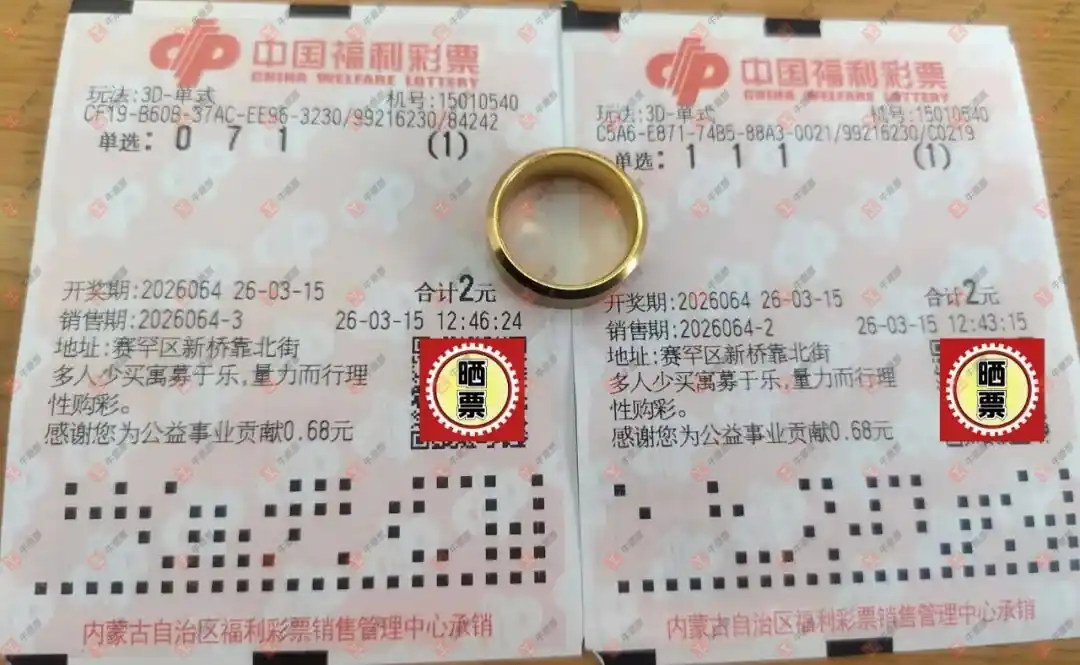 中国福利彩票
CHINA WELFARE LOTTERY
玩法:3D-单式 机号:15010540
CF19-B60B-37AC-EE96-3230/99216230/84242
单选: 0 7 1 (1)
开奖期:2026064 26-03-15 合计2元
销售期:2026064-3 26-03-15 12:46:24
地址:赛罕区新桥靠北街
多人少买寓募于乐,量力而行理
性购彩。
感谢您为公益事业贡献0.68元
晒票
内蒙古自治区福利彩票销售管理中心承销
中国福利彩票
CHINA WELFARE LOTTERY
玩法:3D-单式 机号:15010540
C5A6-E871-74B5-88A3-0021/99216230/C0219
单选: 1 1 1 (1)
开奖期:2026064 26-03-15 合计2元
销售期:2026064-2 26-03-15 12:43:15
地址:赛罕区新桥靠北街
多人少买寓募于乐,量力而行理
性购彩。
感谢您为公益事业贡献0.68元
晒票
内蒙古自治区福利彩票销售管理中心承销